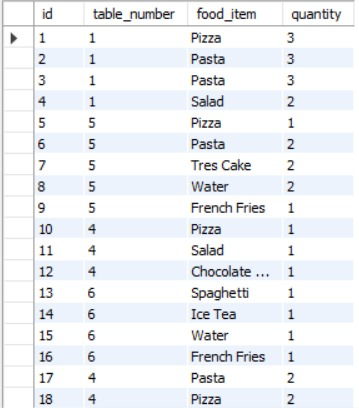 id table_number food_item quantity
1 1 Pizza 3
2 1 Pasta 3
3 1 Pasta 3
4 1 Salad 2
5 5 Pizza 1
6 5 Pasta 2
7 5 Tres Cake 2
8 5 Water 2
9 5 French Fries 1
10 4 Pizza 1
11 4 Salad 1
12 4 Chocolate ... 1
13 6 Spaghetti 1
14 6 Ice Tea 1
15 6 Water 1
16 6 French Fries 1
17 4 Pasta 2
18 4 Pizza 2